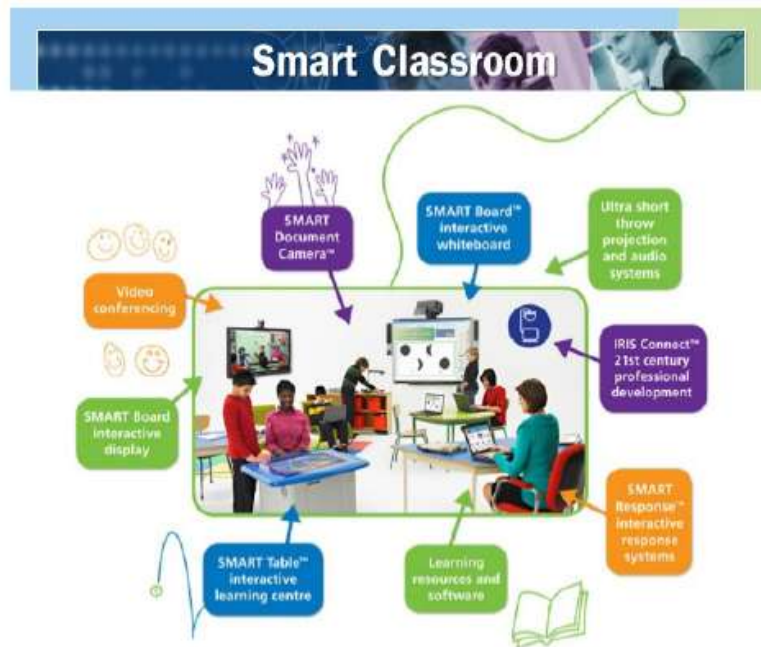 Smart Classroom
SMART
Document
Camera™
SMART Board™
interactive
whiteboard
Ultra short
throw
projection
and audio
systems
Video
conferencing
IRIS Connect™
21st century
professional
development
SMART Board
interactive
display
SMART
Response™
interactive
response
systems
SMART Table™
interactive
learning centre
Learning
resources and
software